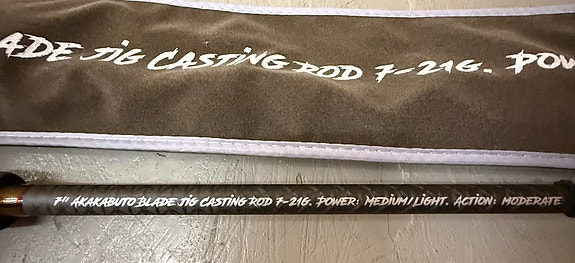 ADE JIG CASTING ROD 7-21G. POW
7" AKAKABUTO BLADE JIG CASTING ROD 7-21G. POWER: MEDIUM/LIGHT. ACTION: MODERATE